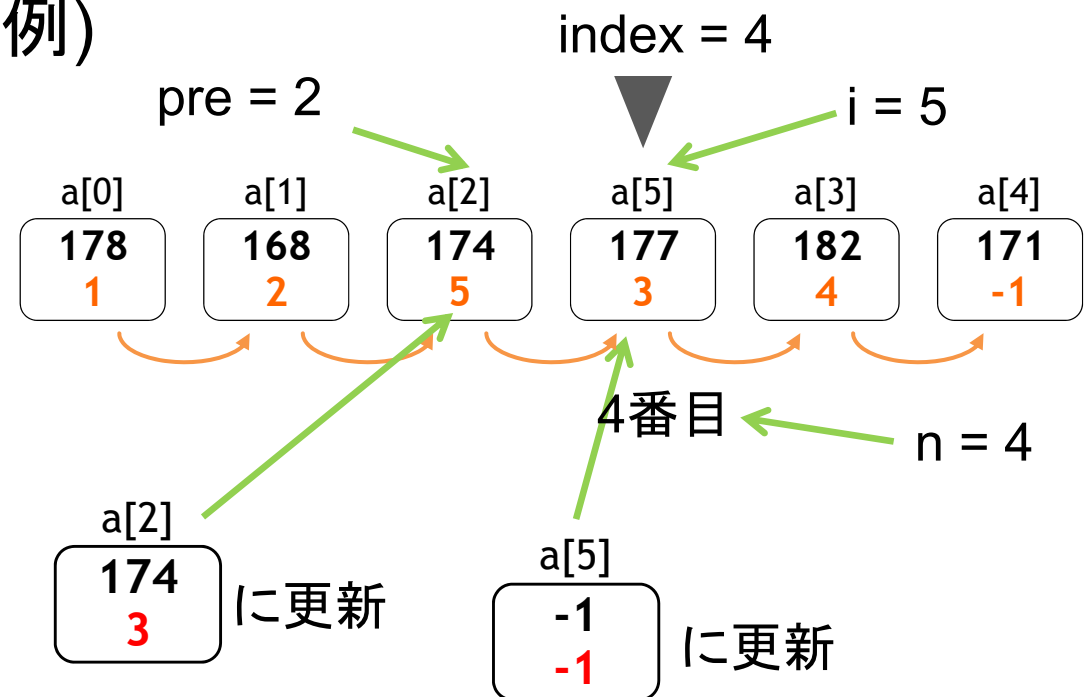 例)
index = 4
pre = 2
i = 5
a[0] a[1] a[2] a[5] a[3] a[4]
178 168 174 177 182 171
1 2 5 3 4 -1
4番目
n = 4
a[2]
174
3
に更新
a[5]
-1
-1
に更新